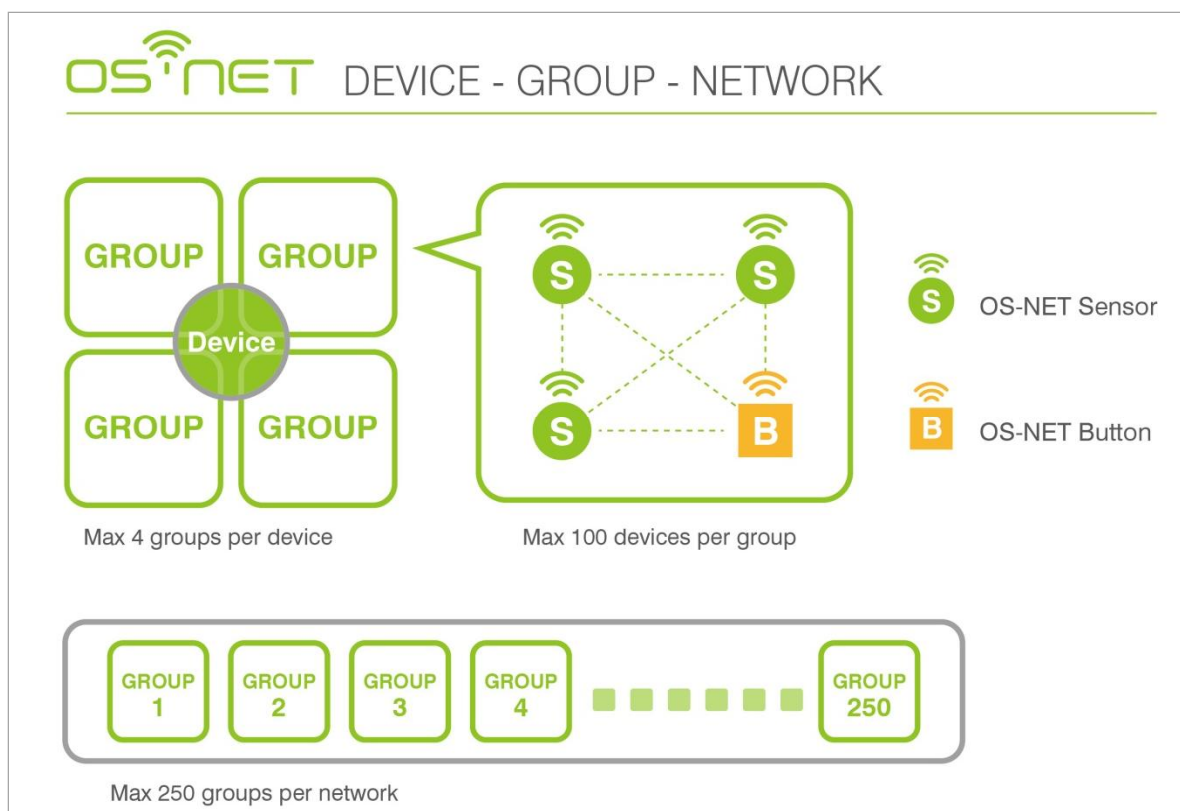 OS-NET DEVICE - GROUP - NETWORK
GROUP GROUP
Device
GROUP GROUP
Max 4 groups per device
S S
S B
Max 100 devices per group
S OS-NET Sensor
B OS-NET Button
GROUP 1 GROUP 2 GROUP 3 GROUP 4 GROUP 250
Max 250 groups per network